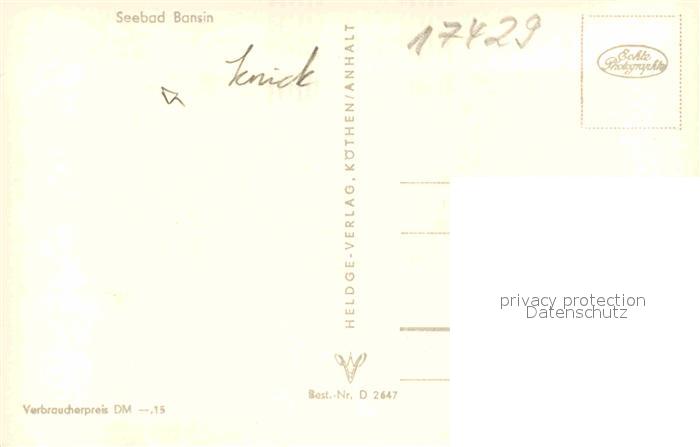 Seebad Bansin
17429
Knick
Echte
Photographie
HELDGE-VERLAG, KÖTHEN/ANHALT
privacy protection
Datenschutz
Best.-Nr. D 2647
Verbraucherpreis DM —.15